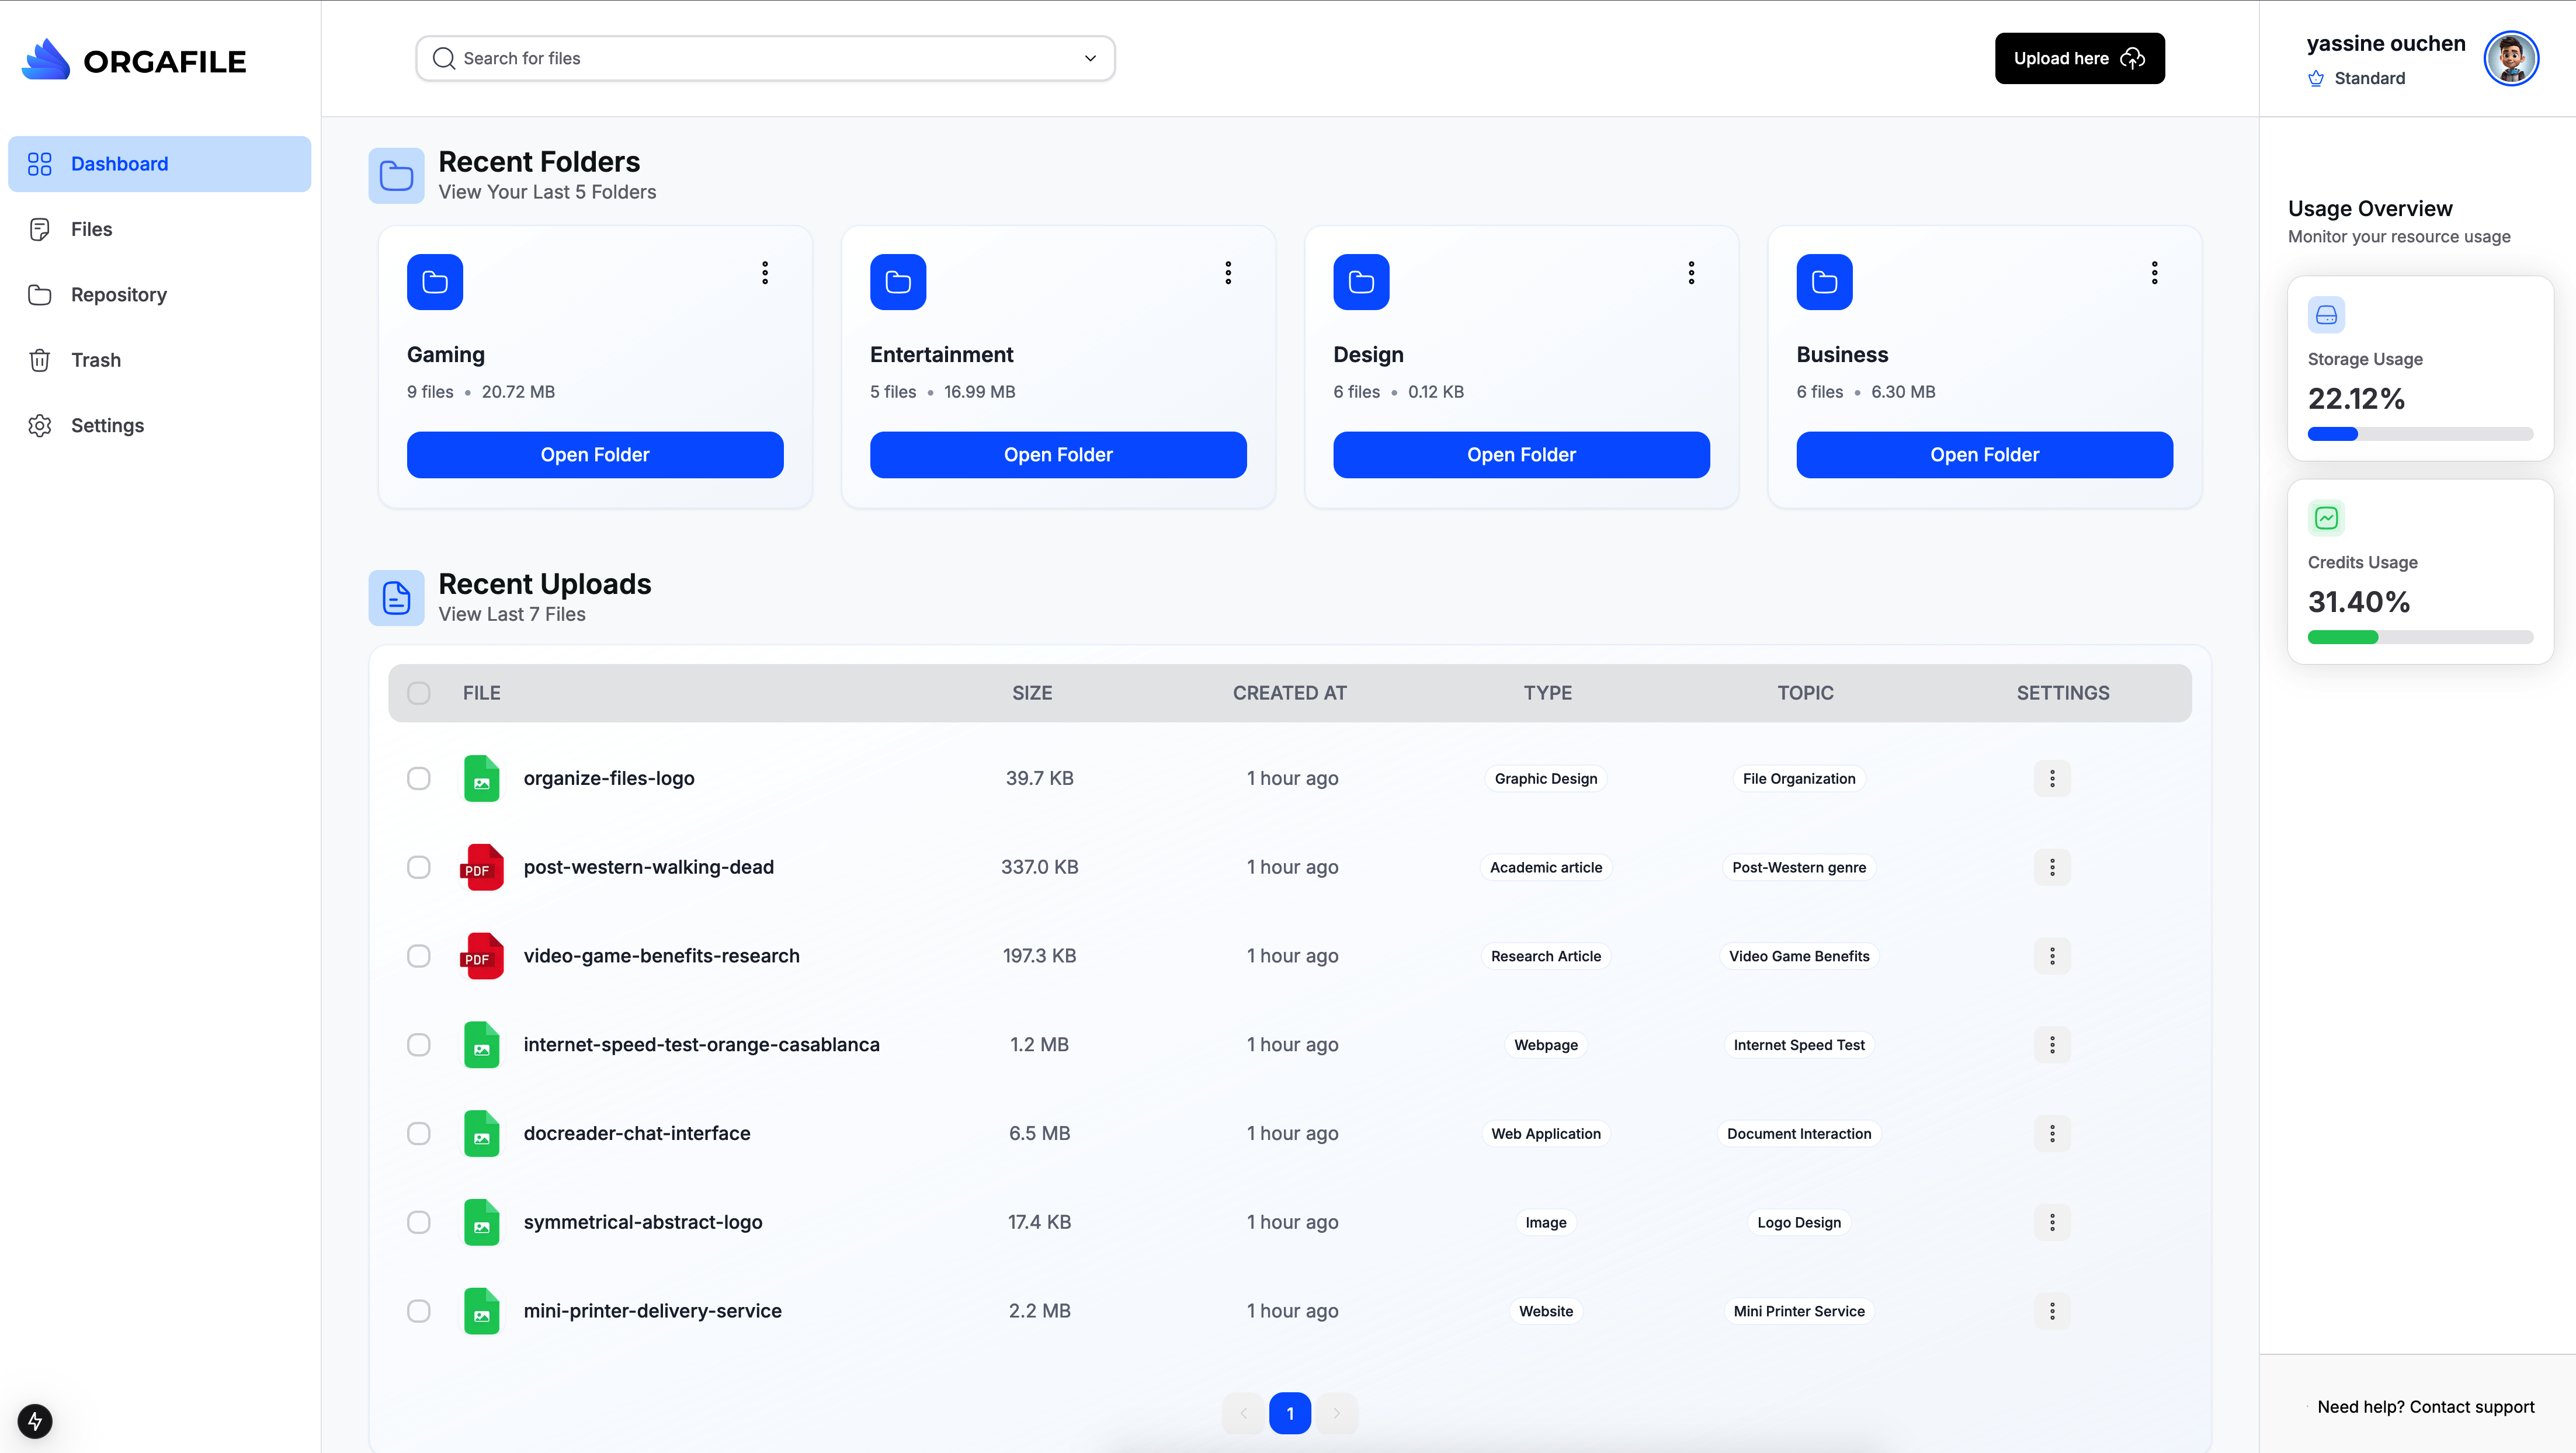 ORGAFILE
Search for files
Upload here
yassine ouchen
Standard
Dashboard
Files
Repository
Trash
Settings
Recent Folders
View Your Last 5 Folders
Gaming
9 files • 20.72 MB
Open Folder
Entertainment
5 files • 16.99 MB
Open Folder
Design
6 files • 0.12 KB
Open Folder
Business
6 files • 6.30 MB
Open Folder
Recent Uploads
View Last 7 Files
FILE SIZE CREATED AT TYPE TOPIC SETTINGS
organize-files-logo 39.7 KB 1 hour ago Graphic Design File Organization
PDF post-western-walking-dead 337.0 KB 1 hour ago Academic article Post-Western genre
PDF video-game-benefits-research 197.3 KB 1 hour ago Research Article Video Game Benefits
internet-speed-test-orange-casablanca 1.2 MB 1 hour ago Webpage Internet Speed Test
docreader-chat-interface 6.5 MB 1 hour ago Web Application Document Interaction
symmetrical-abstract-logo 17.4 KB 1 hour ago Image Logo Design
mini-printer-delivery-service 2.2 MB 1 hour ago Website Mini Printer Service
1
Usage Overview
Monitor your resource usage
Storage Usage
22.12%
Credits Usage
31.40%
Need help? Contact support